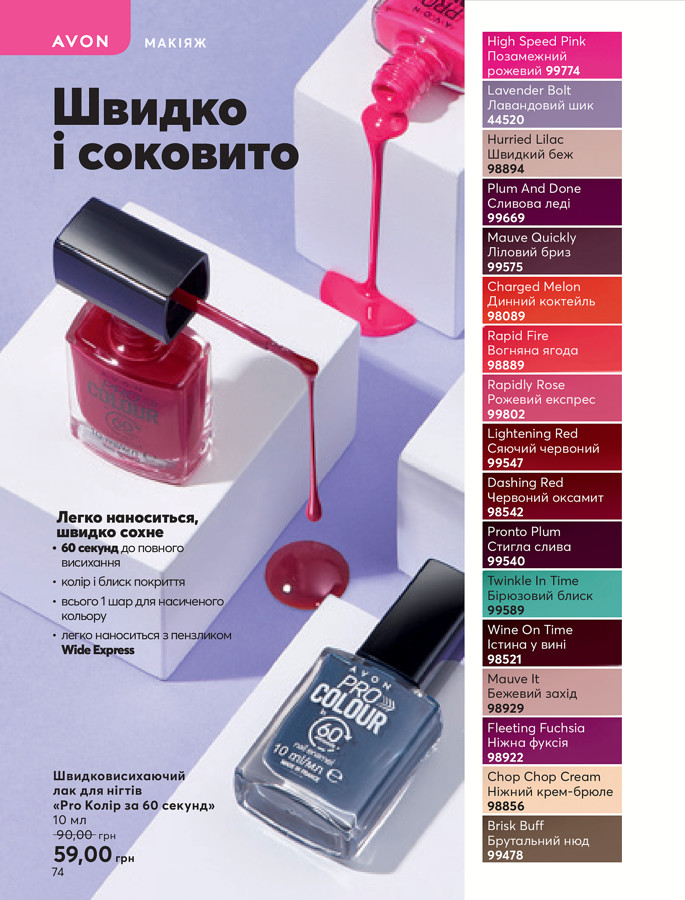 AVON
МАКІЯЖ
Швидко
і соковито
AVON
PRO
COLOUR
60
Легко наноситься,
швидко сохне
• 60 секунд до повного
висихання
• колір і блиск покриття
• всього 1 шар для насиченого
кольору
• легко наноситься з пензликом
Wide Express
AVON
PRO
COLOUR
in
60
nail enamel
10 ml/мл e
MADE IN FRANCE
Швидковисихаючий
лак для нігтів
«Pro Колір за 60 секунд»
10 мл
90,00 грн
59,00 грн
74
High Speed Pink
Позамежний
рожевий 99774
Lavender Bolt
Лавандовий шик
44520
Hurried Lilac
Швидкий беж
98894
Plum And Done
Сливова леді
99669
Mauve Quickly
Ліловий бриз
99575
Charged Melon
Динний коктейль
98089
Rapid Fire
Вогняна ягода
98889
Rapidly Rose
Рожевий експрес
99802
Lightening Red
Сяючий червоний
99547
Dashing Red
Червоний оксамит
98542
Pronto Plum
Стигла слива
99540
Twinkle In Time
Бірюзовий блиск
99589
Wine On Time
Істина у вині
98521
Mauve It
Бежевий захід
98929
Fleeting Fuchsia
Ніжна фуксія
98922
Chop Chop Cream
Ніжний крем-брюле
98856
Brisk Buff
Брутальний нюд
99478